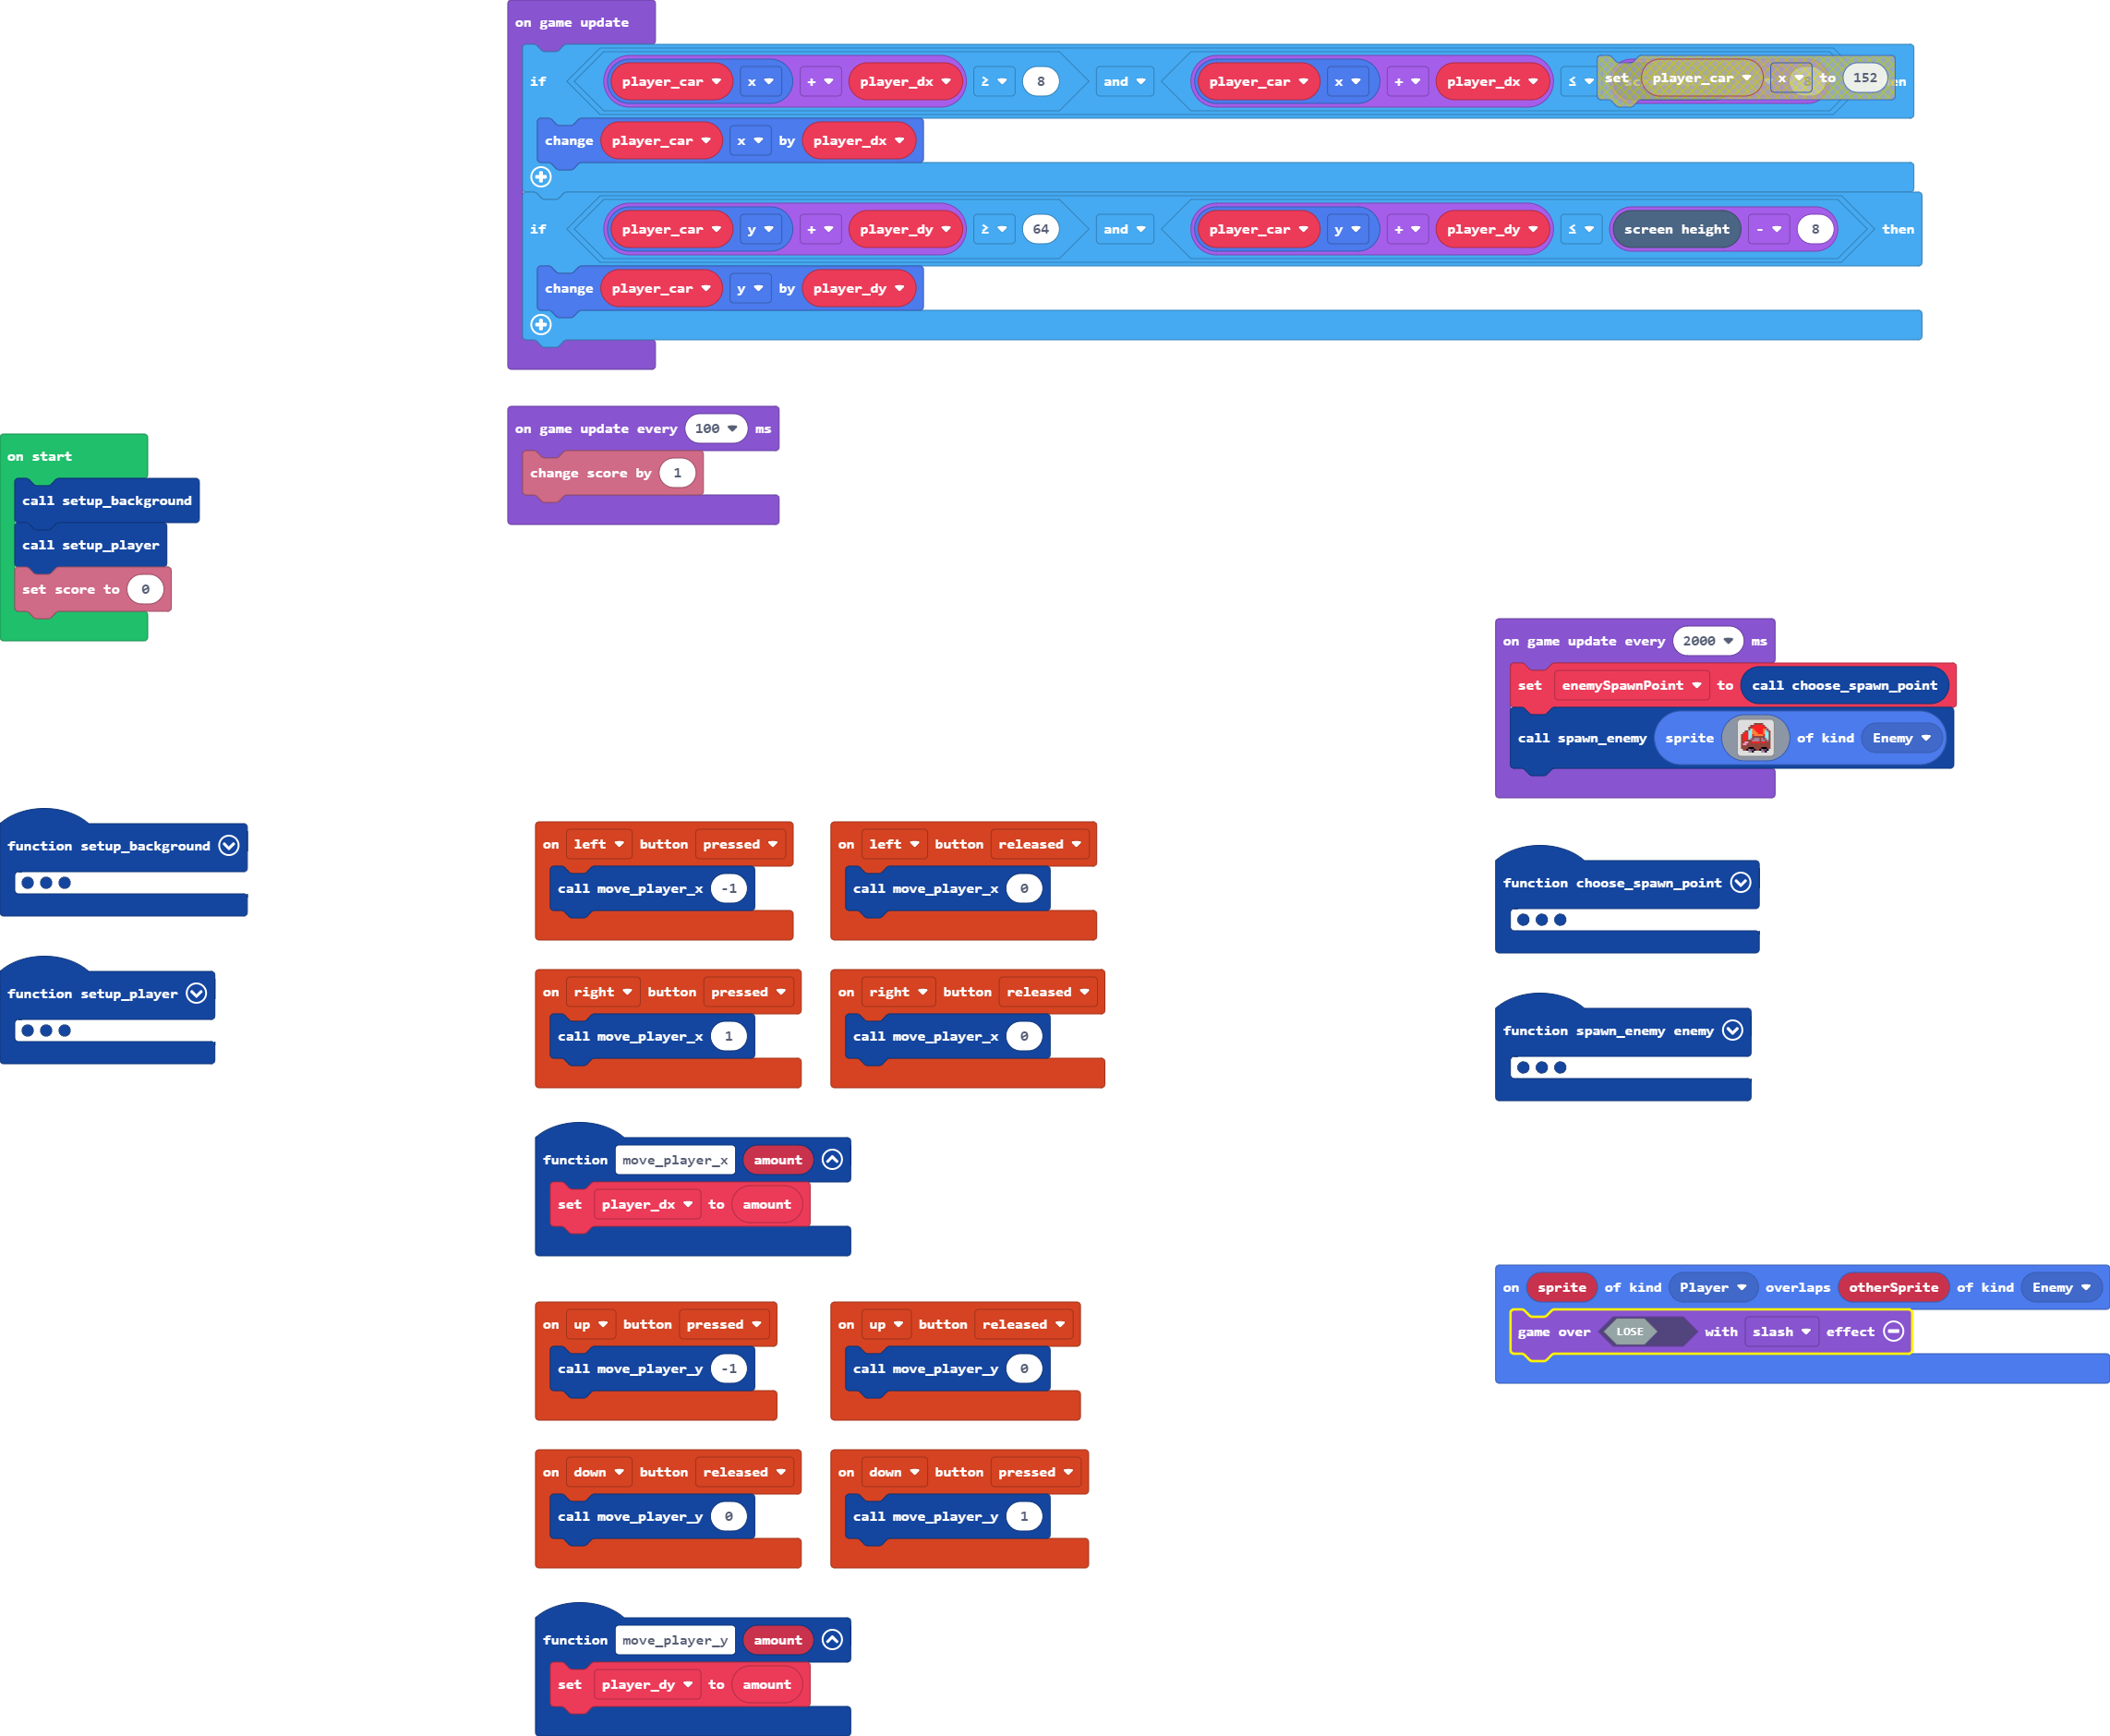 on game update
if player_car x + player_dx ≥ 8 and player_car x + player_dx ≤
set player_car x to 152
change player_car x by player_dx
if player_car y + player_dy ≥ 64 and player_car y + player_dy ≤ screen height - 8 then
change player_car y by player_dy
on game update every 100 ms
change score by 1
on start
call setup_background
call setup_player
set score to 0
on game update every 2000 ms
set enemySpawnPoint to call choose_spawn_point
call spawn_enemy sprite of kind Enemy
function setup_background
function setup_player
on left button pressed
call move_player_x -1
on left button released
call move_player_x 0
on right button pressed
call move_player_x 1
on right button released
call move_player_x 0
function move_player_x amount
set player_dx to amount
on up button pressed
call move_player_y -1
on up button released
call move_player_y 0
on down button released
call move_player_y 0
on down button pressed
call move_player_y 1
function move_player_y amount
set player_dy to amount
function choose_spawn_point
function spawn_enemy enemy
on sprite of kind Player overlaps otherSprite of kind Enemy
game over LOSE with slash effect